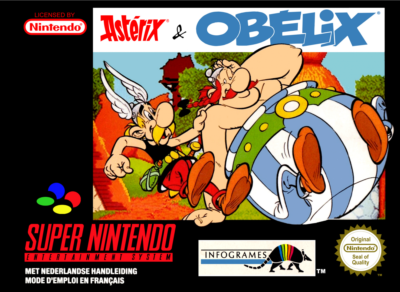 LICENSED BY
Nintendo
Astérix & OBÉLIX
SUPER NINTENDO
ENTERTAINMENT SYSTEM
MET NEDERLANDSE HANDLEIDING
MODE D'EMPLOI EN FRANÇAIS
INFOGRAMES
TM
Original
Nintendo
Seal of
Quality